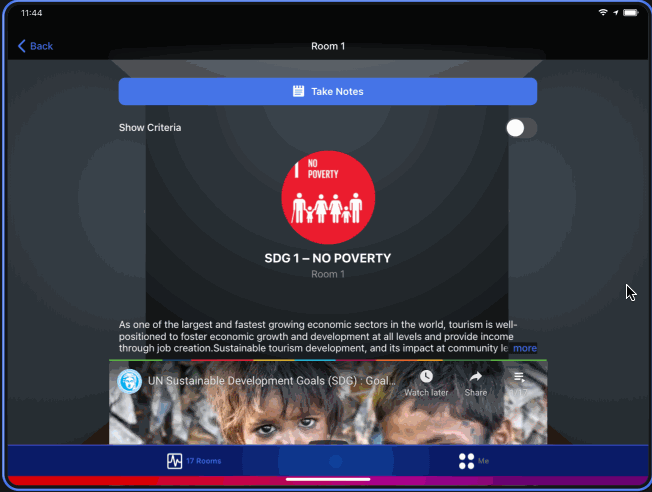 11:44
Back
Room 1
Take Notes
Show Criteria
1 NO
POVERTY
SDG 1 – NO POVERTY
Room 1
As one of the largest and fastest growing economic sectors in the world, tourism is well-
positioned to foster economic growth and development at all levels and provide income
through job creation.Sustainable tourism development, and its impact at community le more
UN Sustainable Development Goals (SDG) : Goal...
Watch later
Share
17 Rooms
Me